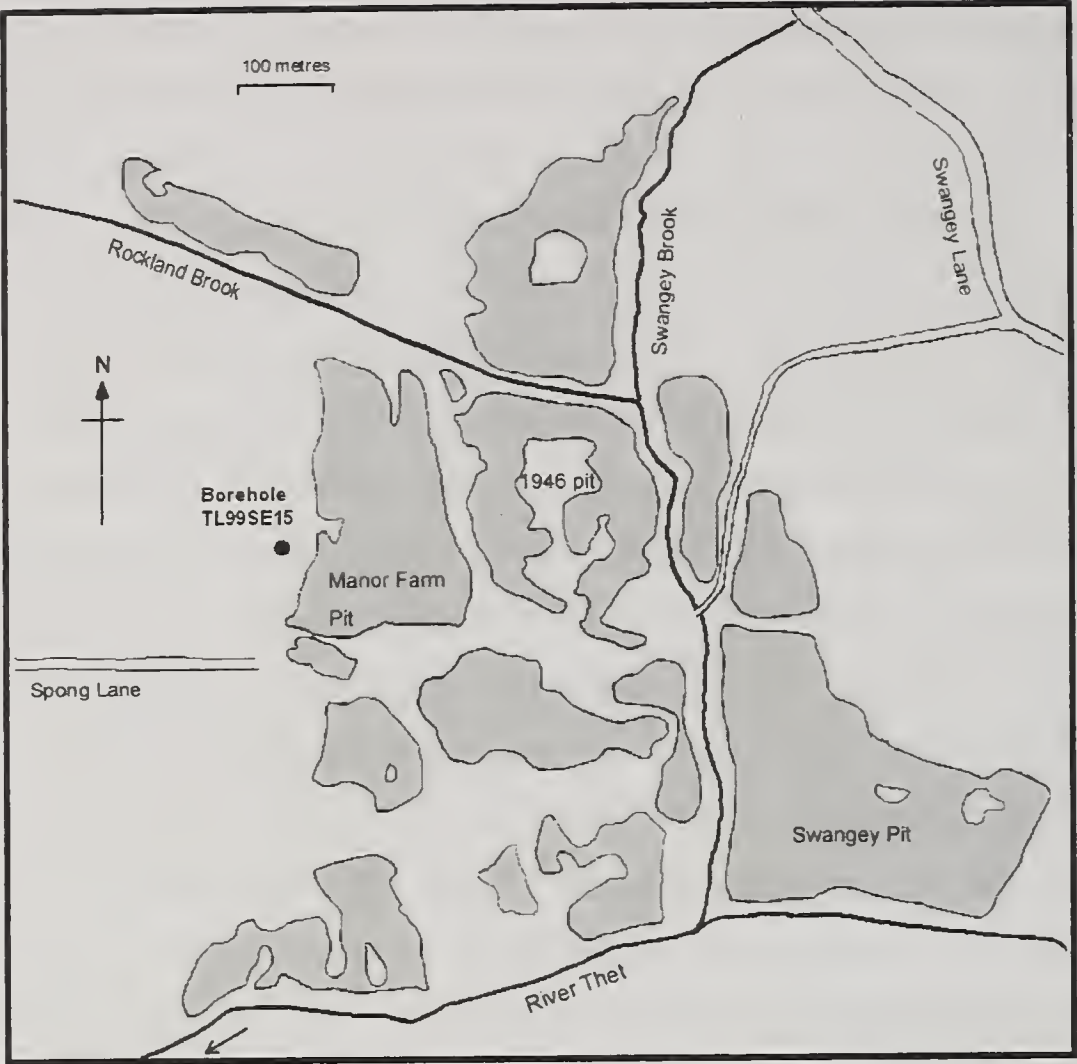 100 metres
Swangey Lane
Swangey Brook
Rockland Brook
N
Borehole
TL99SE15
1946 pit
Manor Farm
Pit
Spong Lane
Swangey Pit
River Thet